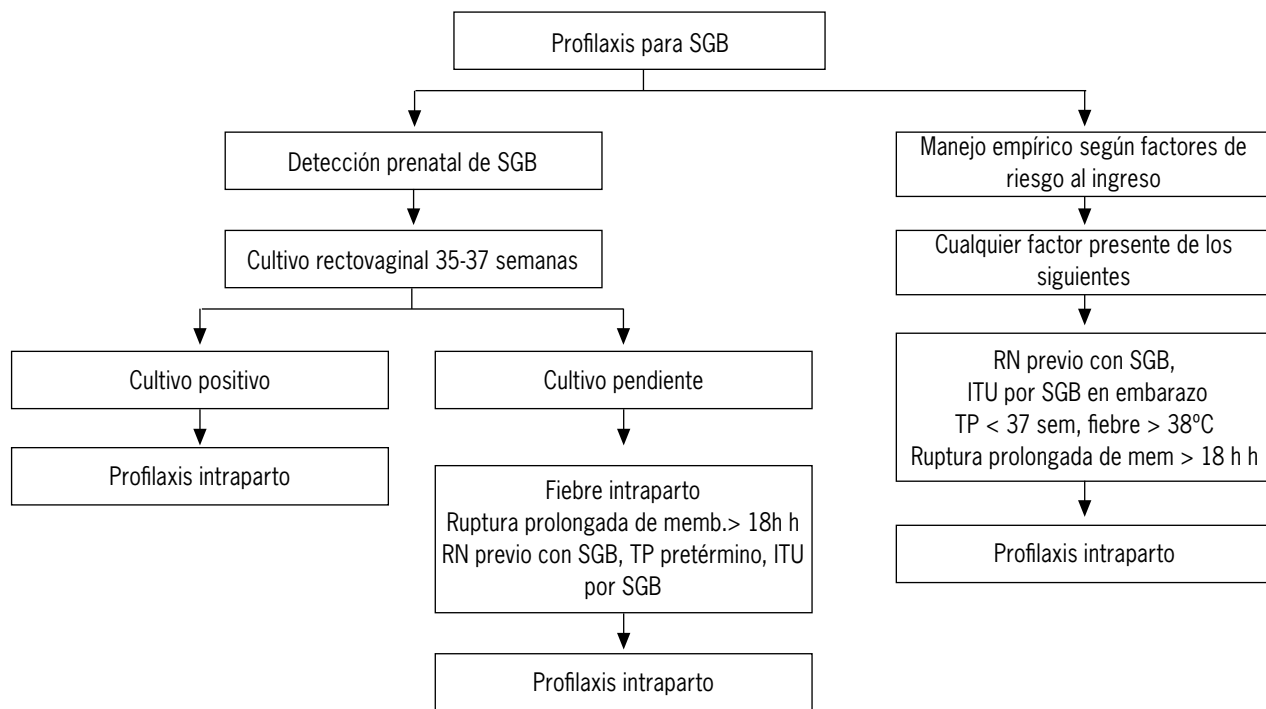 Profilaxis para SGB
Detección prenatal de SGB
Cultivo rectovaginal 35-37 semanas
Cultivo positivo
Profilaxis intraparto
Cultivo pendiente
Fiebre intraparto
Ruptura prolongada de memb.> 18h h
RN previo con SGB, TP pretérmino, ITU
por SGB
Profilaxis intraparto
Manejo empírico según factores de
riesgo al ingreso
Cualquier factor presente de los
siguientes
RN previo con SGB,
ITU por SGB en embarazo
TP < 37 sem, fiebre > 38ºC
Ruptura prolongada de mem > 18 h h
Profilaxis intraparto